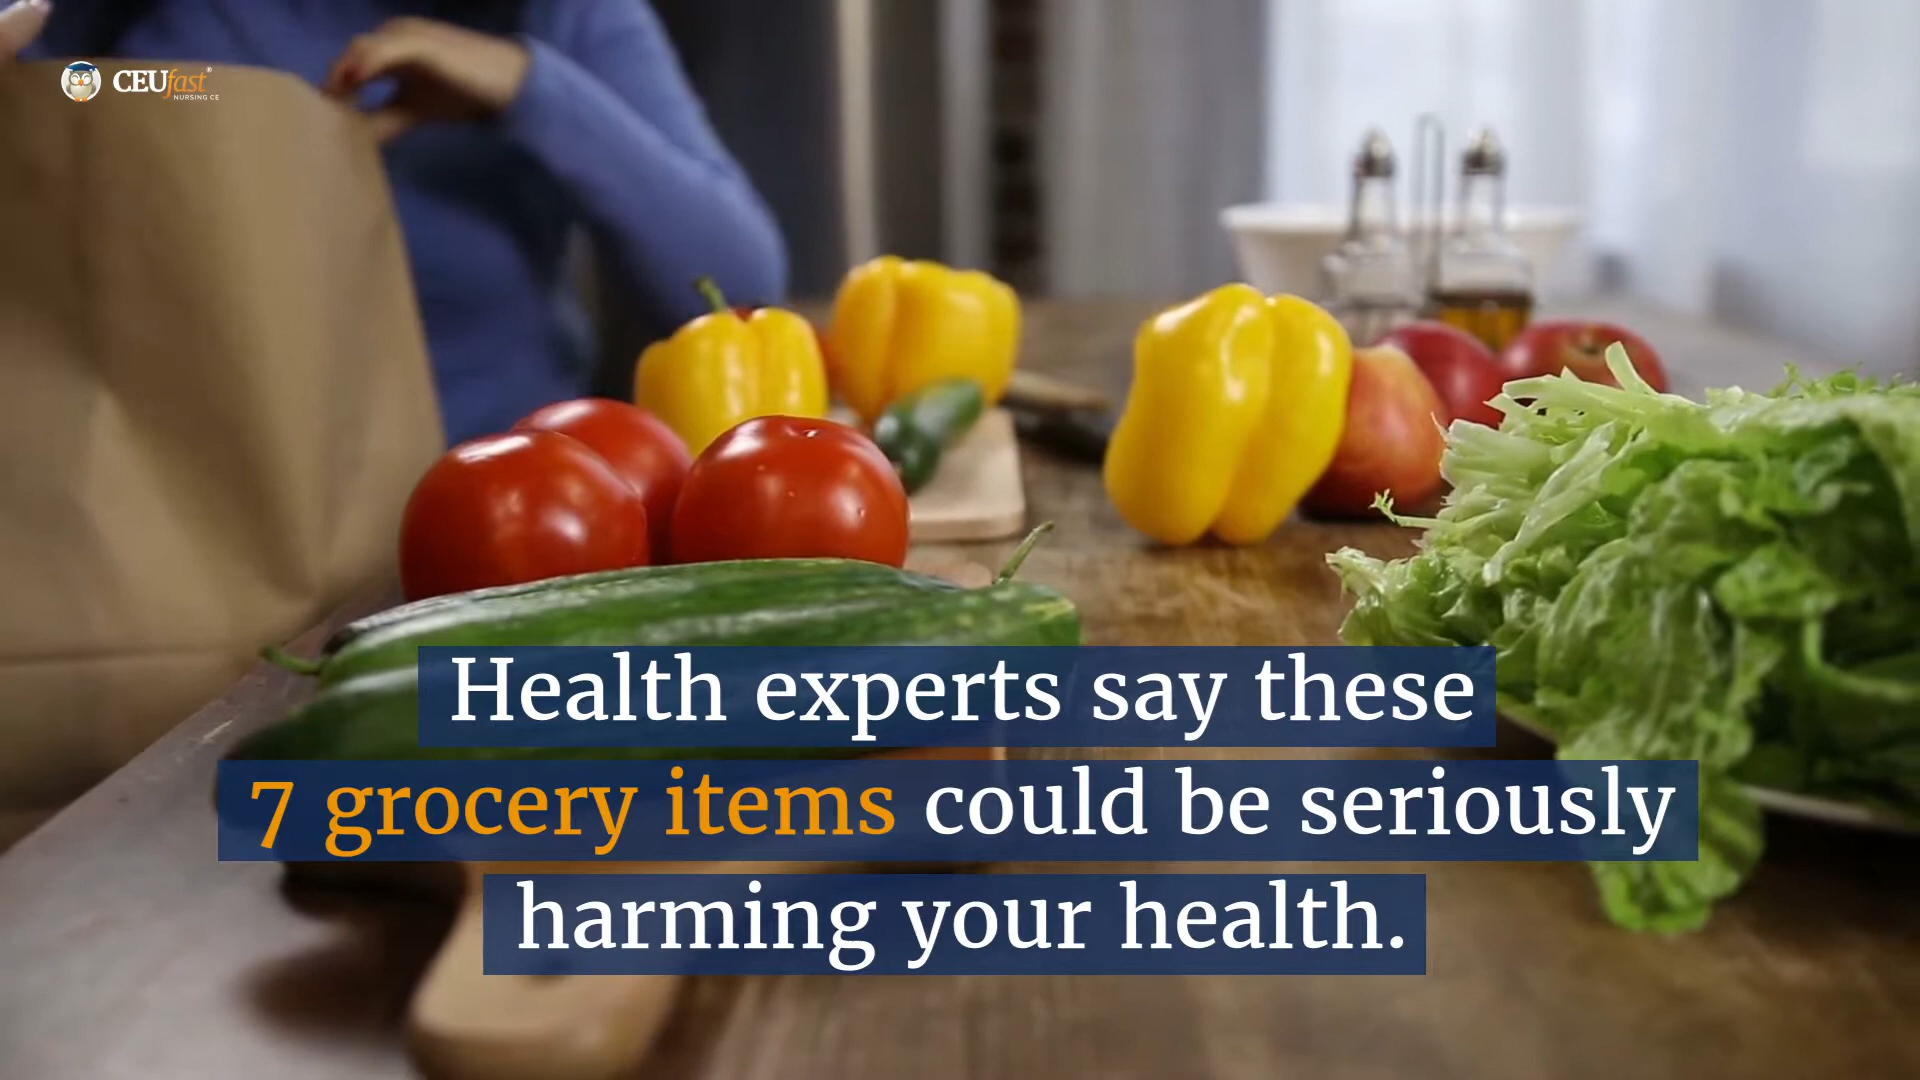 CEUfast®
NURSING CE
Health experts say these
7 grocery items could be seriously
harming your health.